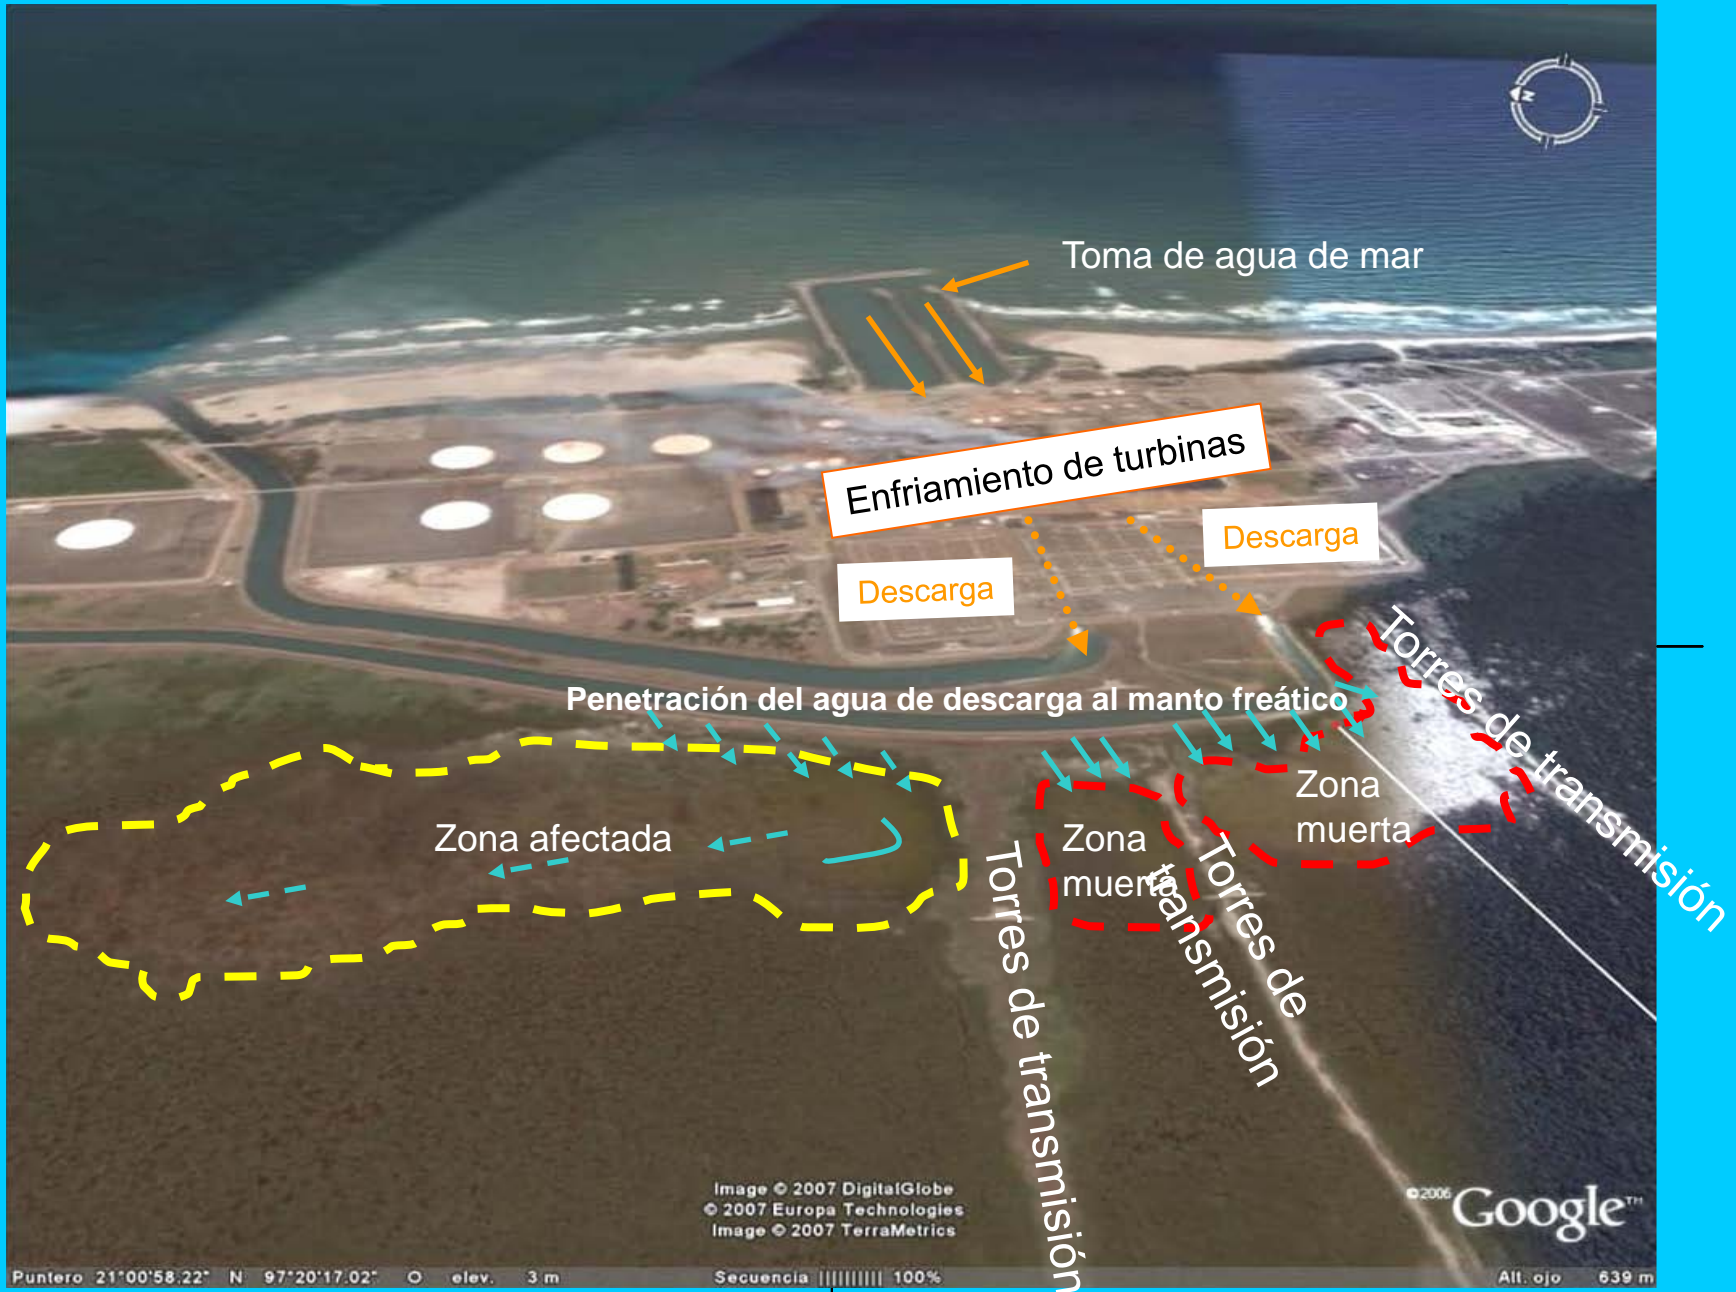 Toma de agua de mar
Enfriamiento de turbinas
Descarga
Descarga
Torres de transmisión
Penetración del agua de descarga al manto freático
Zona
muerta
Zona afectada
Zona
muerta
Torres de
transmisión
Torres de transmisión
N
Image © 2007 DigitalGlobe
© 2007 Europa Technologies
Image © 2007 TerraMetrics
©2006 Google™
Puntero 21°00'58.22" N 97°20'17.02" O elev. 3 m
Secuencia |||||||||| 100%
Alt. ojo 639 m